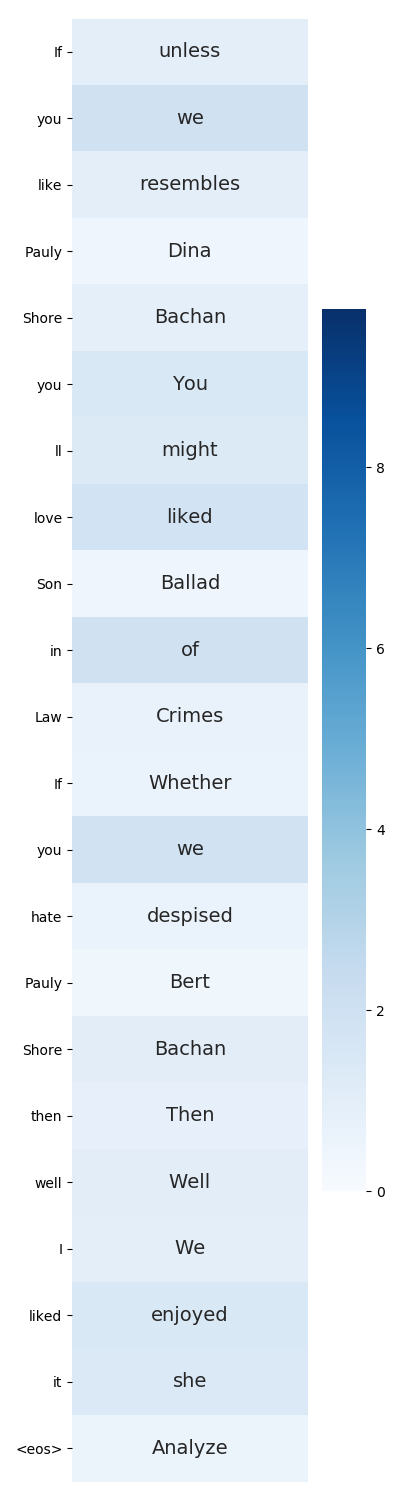 If unless
you we
like resembles
Pauly Dina
Shore Bachan
you You
ll might
love liked
8
Son Ballad
in of
6
Law Crimes
If Whether
4
you we
hate despised
Pauly Bert
2
Shore Bachan
then Then
well Well
0
I We
liked enjoyed
it she
<eos> Analyze